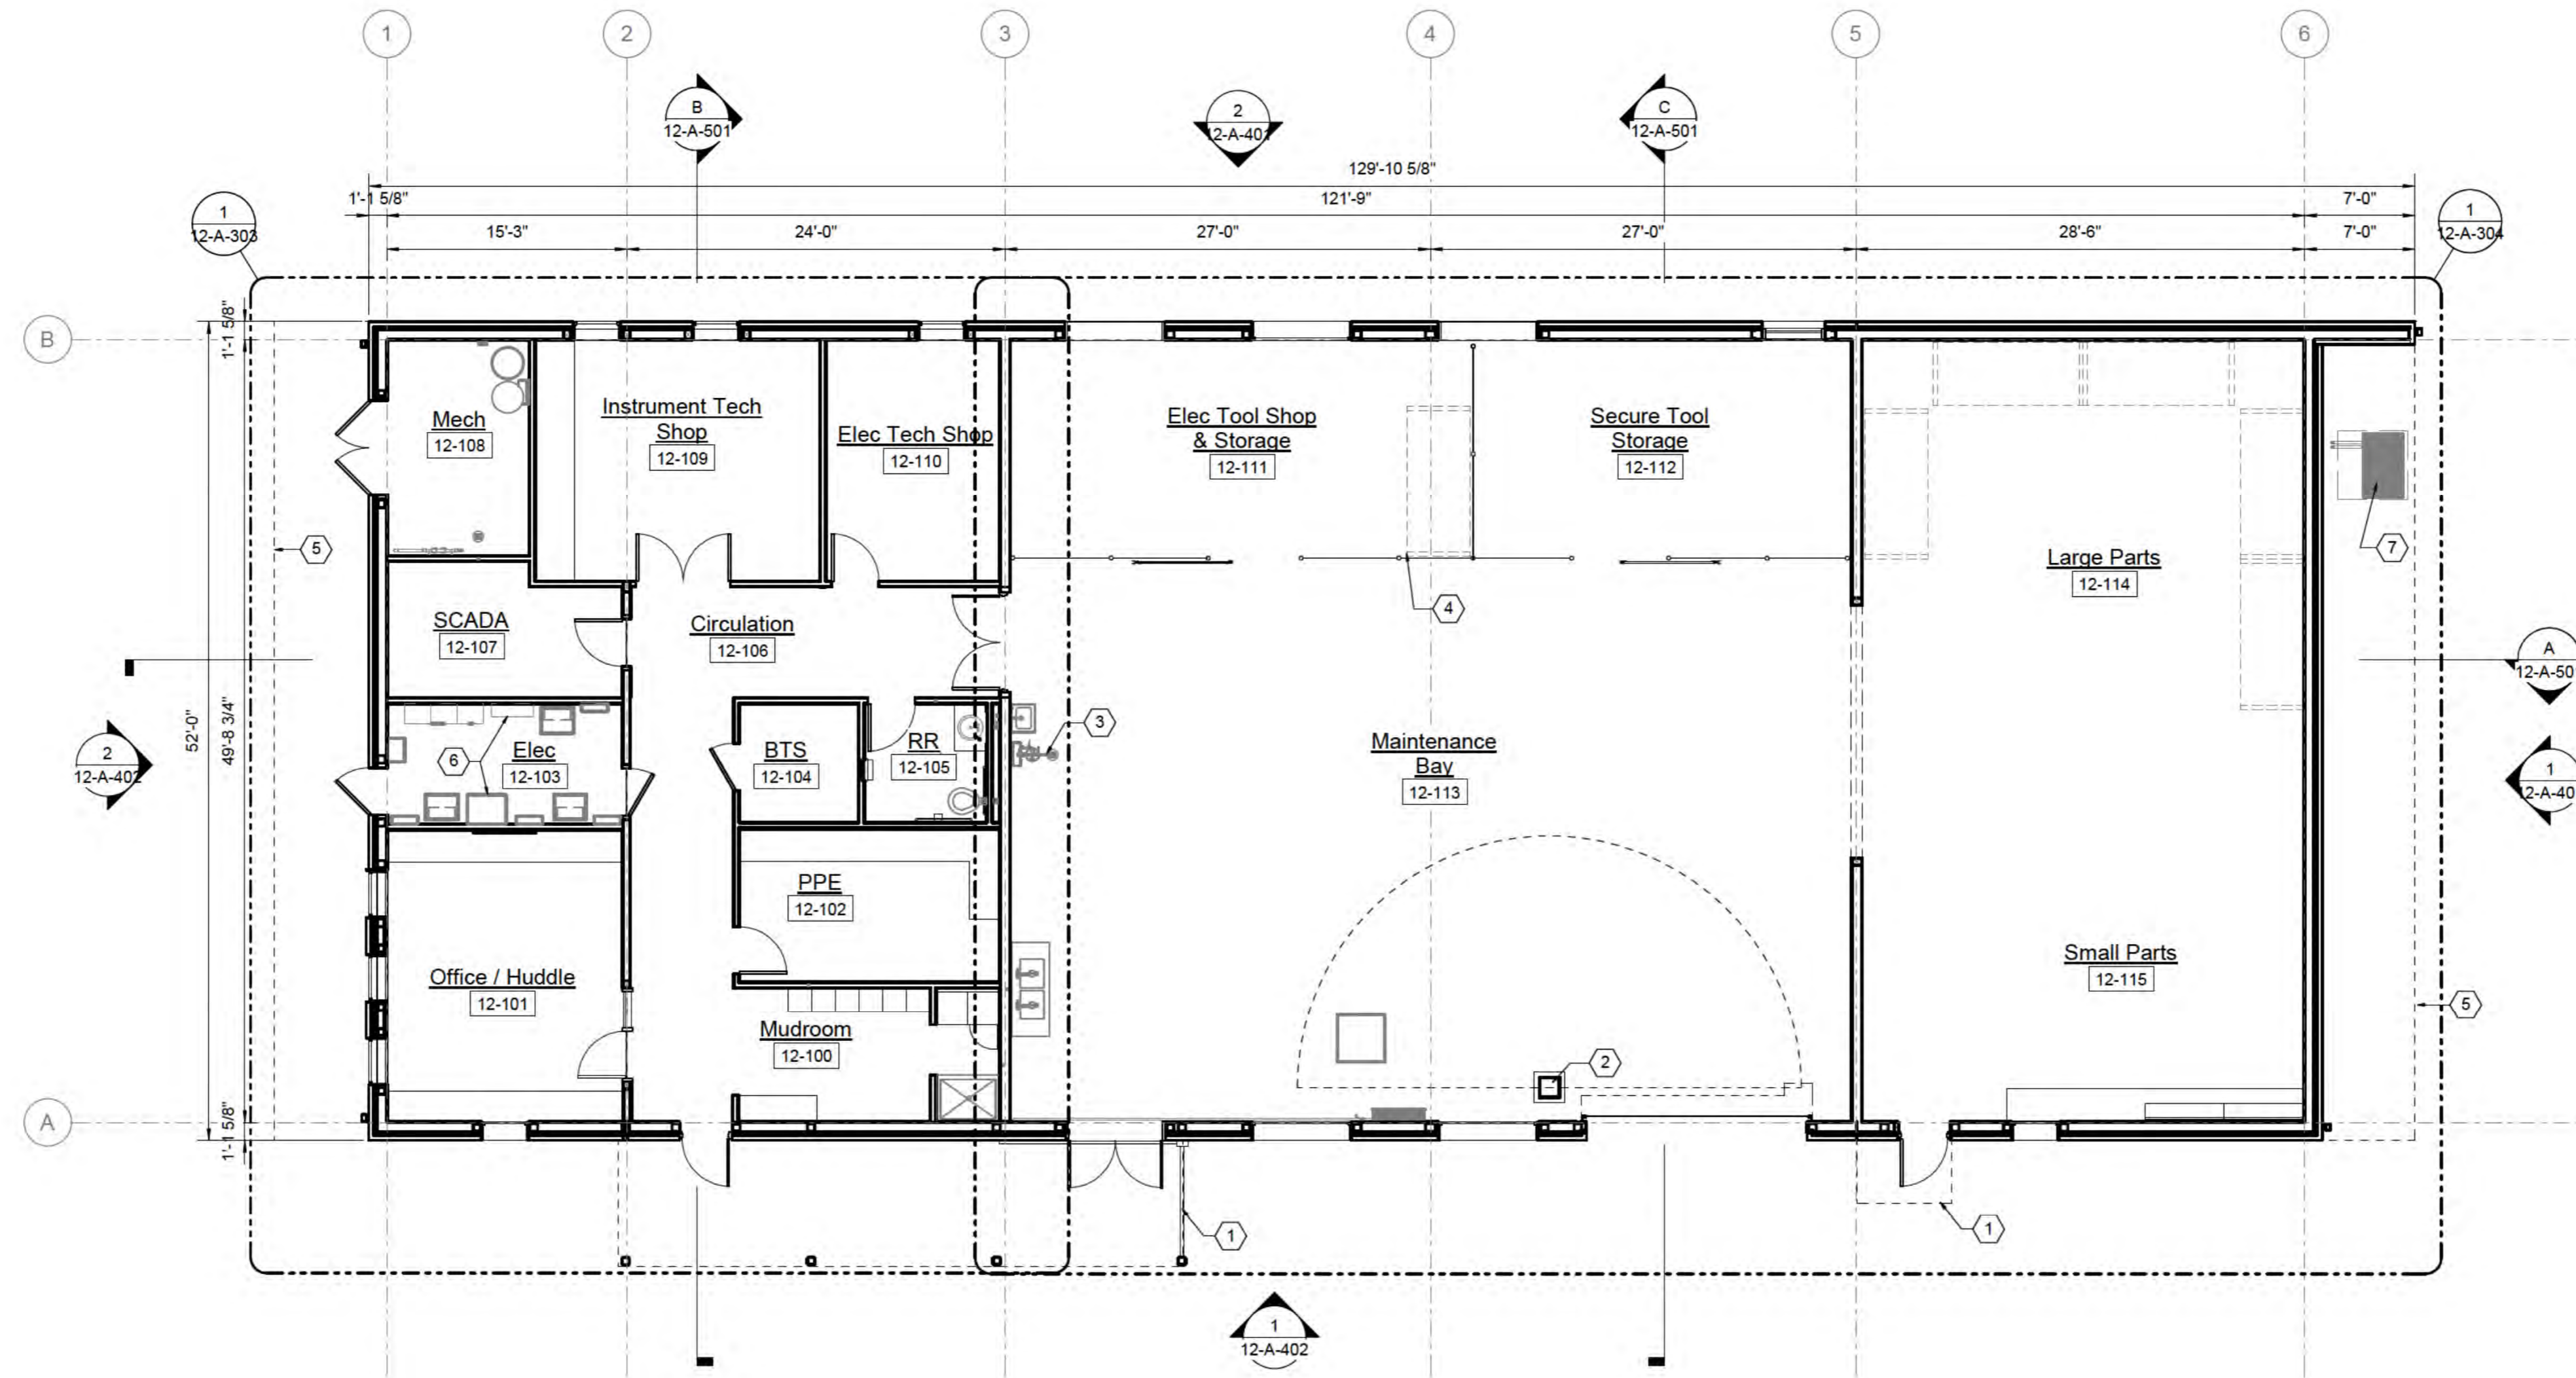 1
2
3
4
5
6
B
12-A-501
2
12-A-401
C
12-A-501
129'-10 5/8"
1'-1 5/8"
121'-9"
7'-0"
15'-3"
24'-0"
27'-0"
27'-0"
28'-6"
7'-0"
1
12-A-303
1
12-A-304
B
1'-1 5/8"
Mech
12-108
Instrument Tech
Shop
12-109
Elec Tech Shop
12-110
Elec Tool Shop
& Storage
12-111
Secure Tool
Storage
12-112
5
7
Large Parts
12-114
4
SCADA
12-107
Circulation
12-106
A
12-A-50
52'-0"
49'-8 3/4"
2
12-A-402
6
Elec
12-103
BTS
12-104
RR
12-105
3
Maintenance
Bay
12-113
1
12-A-40
PPE
12-102
Office / Huddle
12-101
Small Parts
12-115
5
Mudroom
12-100
2
A
1'-1 5/8"
1
1
1
12-A-402